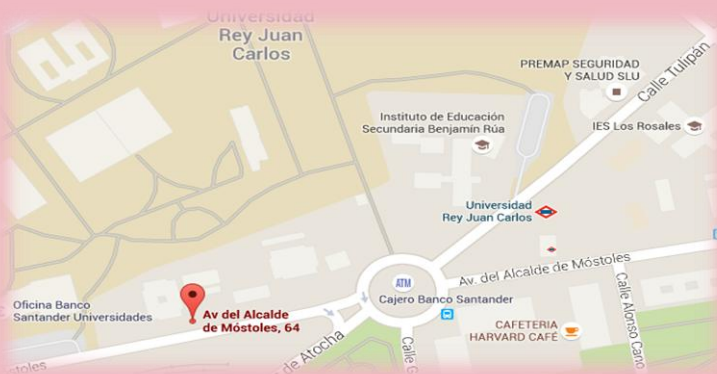 Universidad
Rey Juan
Carlos
PREMAP SEGURIDAD
Y SALUD SLU
Calle Tulipán
Instituto de Educación
Secundaria Benjamín Rúa
IES Los Rosales
Universidad
Rey Juan Carlos
Av. del Alcalde de Móstoles
ATM
Cajero Banco Santander
Oficina Banco
Santander Universidades
Av del Alcalde
de Móstoles, 64
CAFETERIA
HARVARD CAFÉ
Calle Alonso Cano
de Atocha
Calle G
stoles